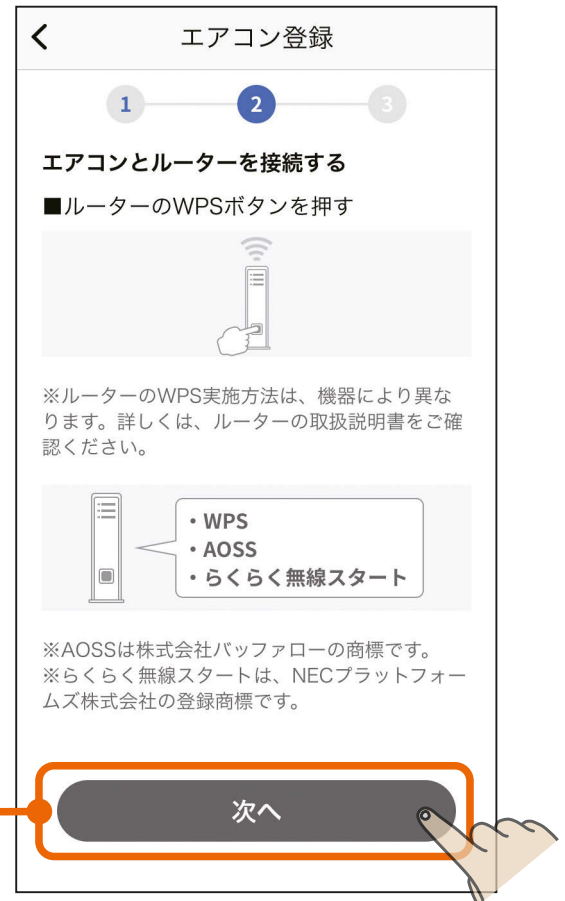 エアコン登録
1 2 3
エアコンとルーターを接続する
■ルーターのWPSボタンを押す
※ルーターのWPS実施方法は、機器により異な
ります。詳しくは、ルーターの取扱説明書をご確
認ください。
・WPS
・AOSS
・らくらく無線スタート
※AOSSは株式会社バッファローの商標です。
※らくらく無線スタートは、NECプラットフォー
ムズ株式会社の登録商標です。
次へ